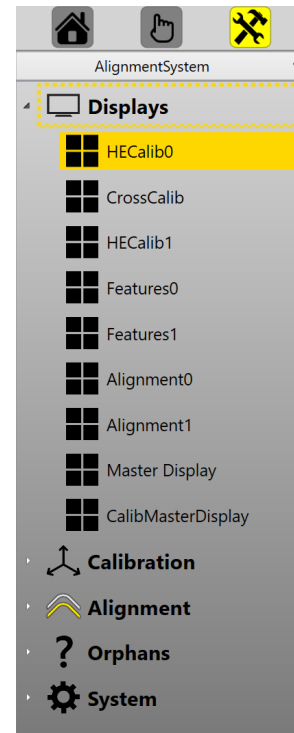 AlignmentSystem
Displays
HECalib0
CrossCalib
HECalib1
Features0
Features1
Alignment0
Alignment1
Master Display
CalibMasterDisplay
Calibration
Alignment
? Orphans
System